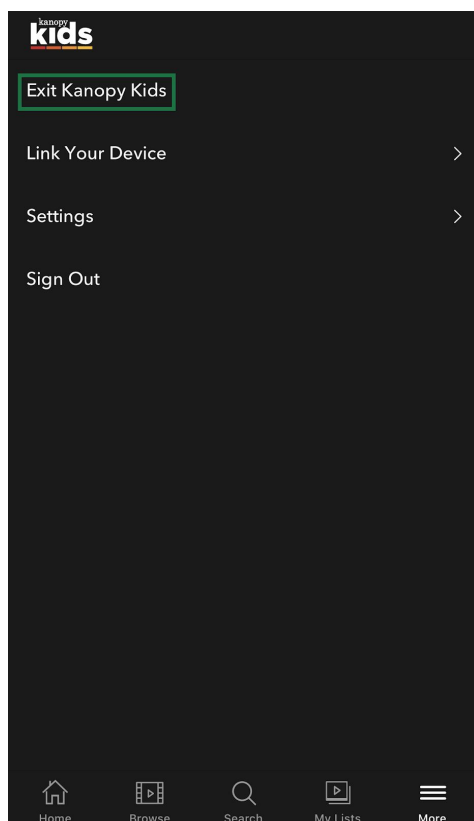 kanopy
kids
Exit Kanopy Kids
Link Your Device
Settings
Sign Out
Home Browse Search My Lists More